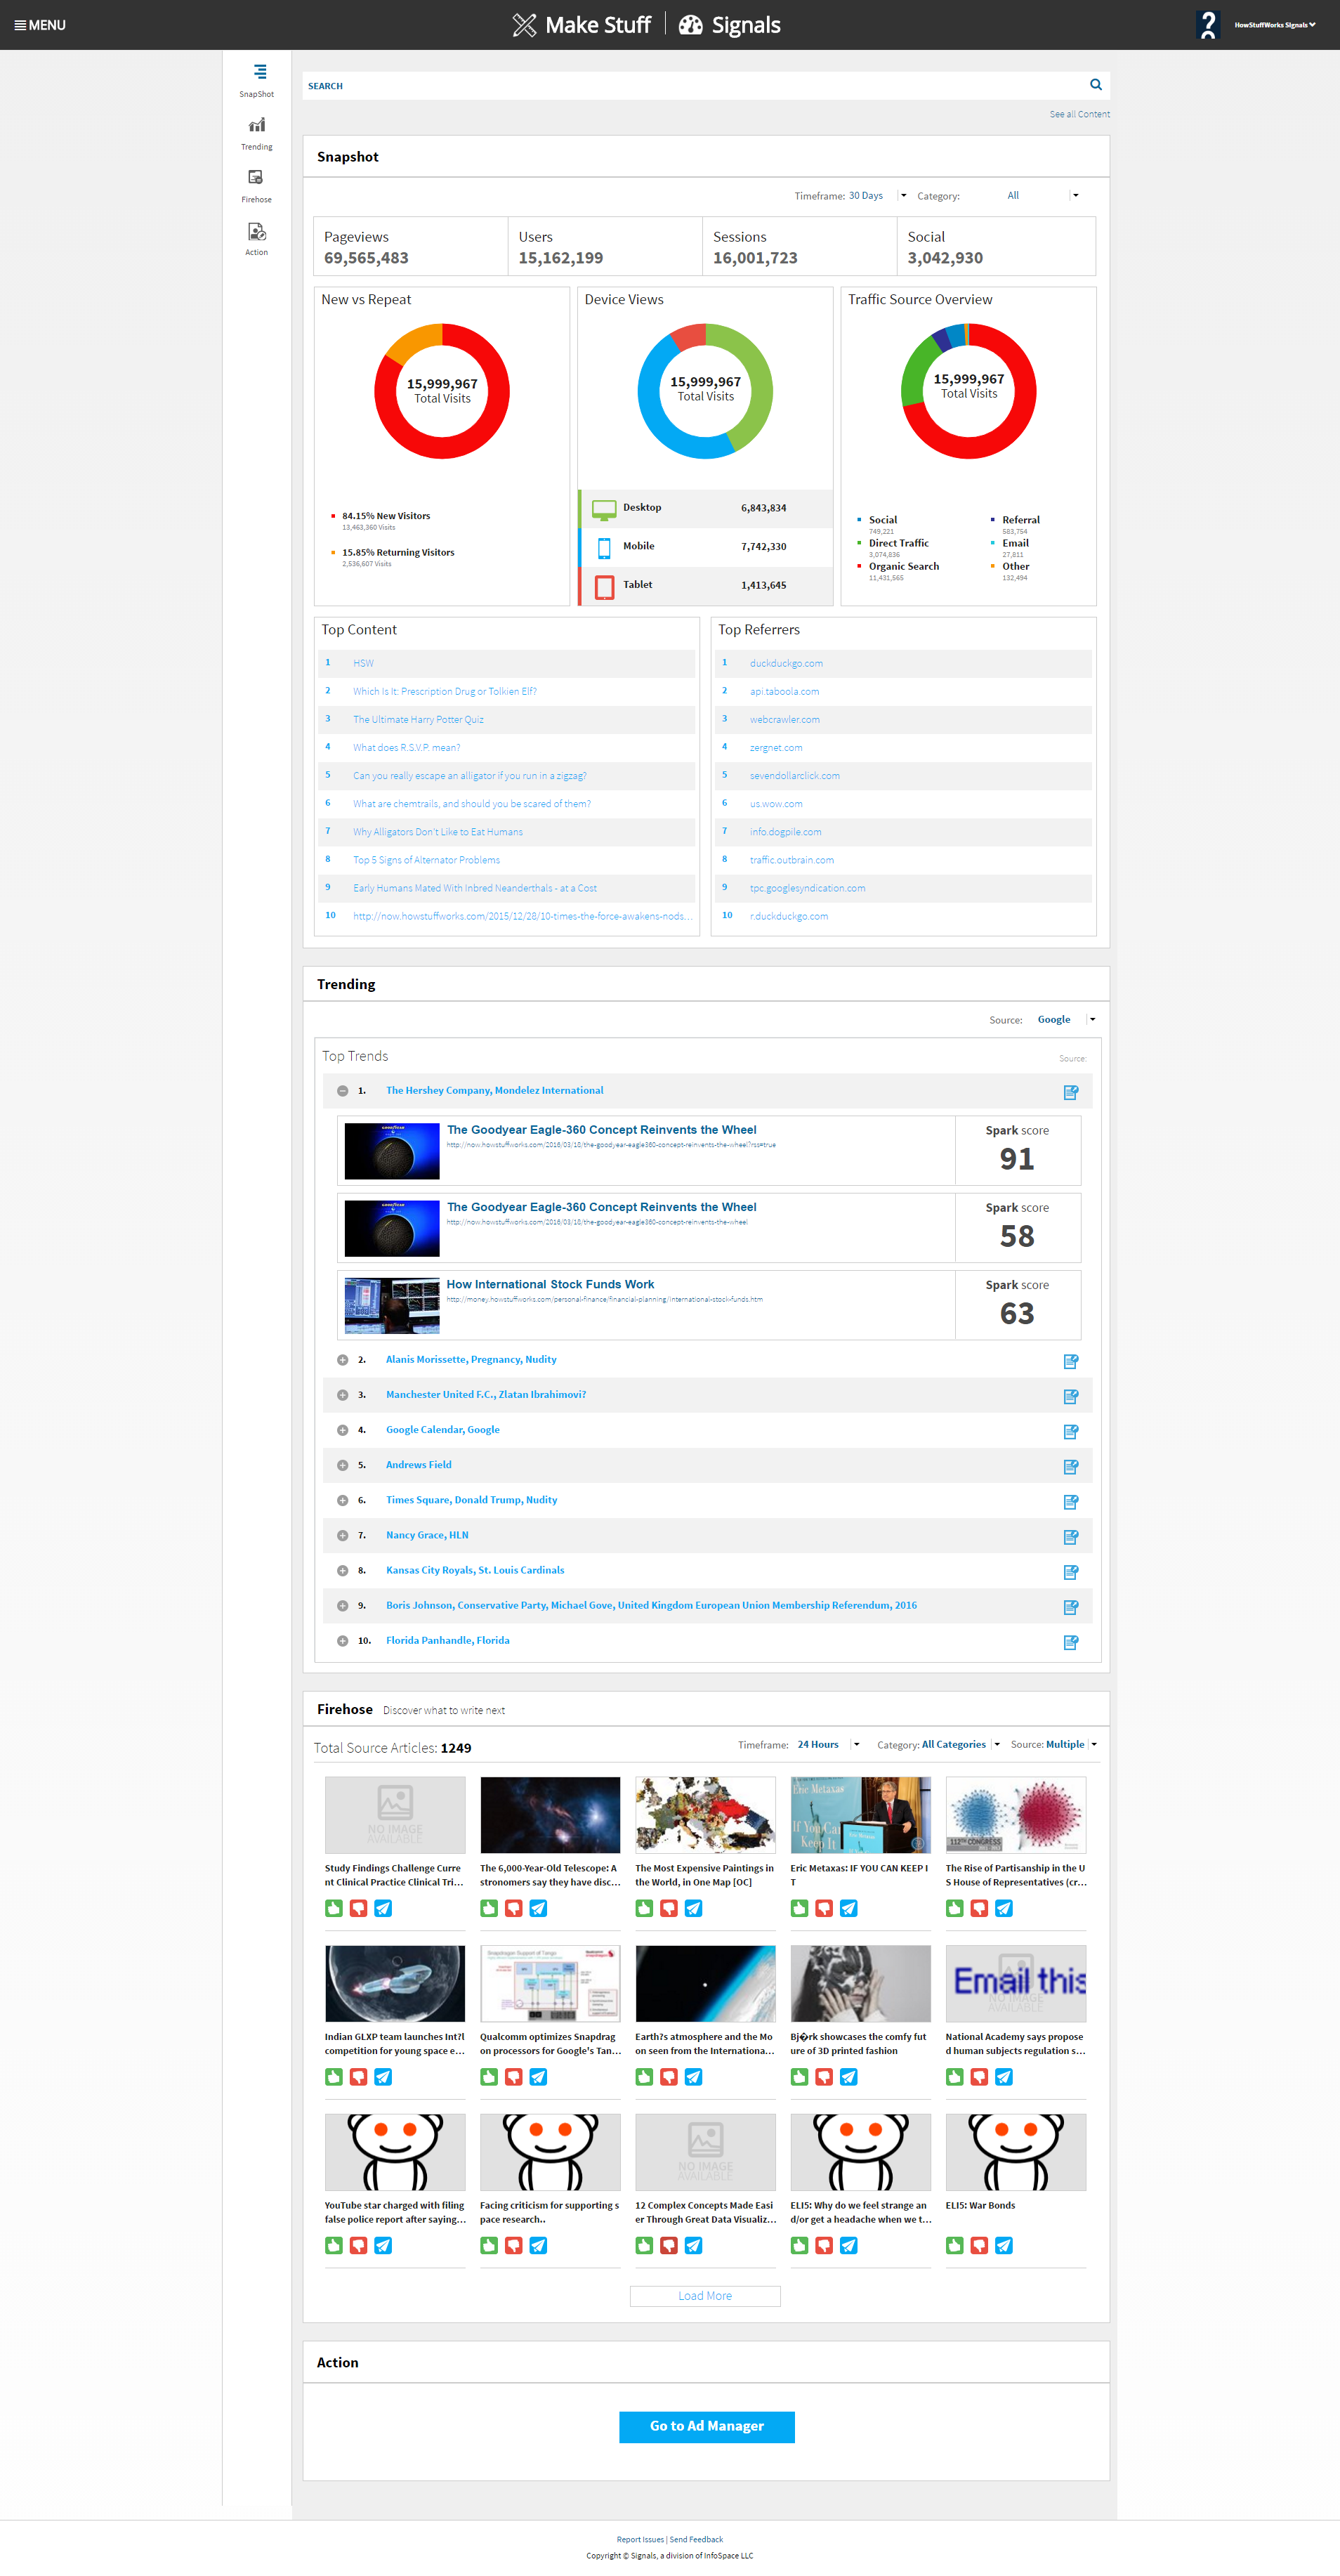 MENU
Make Stuff | Signals
HowStuffWorks Signals
SnapShot
Trending
Firehose
Action
SEARCH
See all Content
Snapshot
Timeframe: 30 Days Category: All
Pageviews
69,565,483
Users
15,162,199
Sessions
16,001,723
Social
3,042,930
New vs Repeat
15,999,967
Total Visits
84.15% New Visitors
13,463,360 Visits
15.85% Returning Visitors
2,536,607 Visits
Device Views
15,999,967
Total Visits
Desktop 6,843,834
Mobile 7,742,330
Tablet 1,413,645
Traffic Source Overview
15,999,967
Total Visits
Social
749,221
Direct Traffic
3,074,836
Organic Search
11,431,565
Referral
583,754
Email
27,811
Other
132,494
Top Content
1 HSW
2 Which Is It: Prescription Drug or Tolkien Elf?
3 The Ultimate Harry Potter Quiz
4 What does R.S.V.P. mean?
5 Can you really escape an alligator if you run in a zigzag?
6 What are chemtrails, and should you be scared of them?
7 Why Alligators Don't Like to Eat Humans
8 Top 5 Signs of Alternator Problems
9 Early Humans Mated With Inbred Neanderthals - at a Cost
10 http://now.howstuffworks.com/2015/12/28/10-times-the-force-awakens-nods...
Top Referrers
1 duckduckgo.com
2 api.taboola.com
3 webcrawler.com
4 zergnet.com
5 sevendollarclick.com
6 us.wow.com
7 info.dogpile.com
8 traffic.outbrain.com
9 tpc.googlesyndication.com
10 r.duckduckgo.com
Trending
Source: Google
Top Trends
Source:
1. The Hershey Company, Mondelez International
The Goodyear Eagle-360 Concept Reinvents the Wheel
http://now.howstuffworks.com/2016/03/18/the-goodyear-eagle360-concept-reinvents-the-wheel?rss=true
Spark score
91
The Goodyear Eagle-360 Concept Reinvents the Wheel
http://now.howstuffworks.com/2016/03/18/the-goodyear-eagle360-concept-reinvents-the-wheel
Spark score
58
How International Stock Funds Work
http://money.howstuffworks.com/personal-finance/financial-planning/international-stock-funds.htm
Spark score
63
2. Alanis Morissette, Pregnancy, Nudity
3. Manchester United F.C., Zlatan Ibrahimovi?
4. Google Calendar, Google
5. Andrews Field
6. Times Square, Donald Trump, Nudity
7. Nancy Grace, HLN
8. Kansas City Royals, St. Louis Cardinals
9. Boris Johnson, Conservative Party, Michael Gove, United Kingdom European Union Membership Referendum, 2016
10. Florida Panhandle, Florida
Firehose Discover what to write next
Total Source Articles: 1249
Timeframe: 24 Hours Category: All Categories Source: Multiple
NO IMAGE
AVAILABLE
Study Findings Challenge Curre
nt Clinical Practice Clinical Tri...
The 6,000-Year-Old Telescope: A
stronomers say they have disc...
The Most Expensive Paintings in
the World, in One Map [OC]
Eric Metaxas
If You Can
Keep It
Eric Metaxas: IF YOU CAN KEEP I
T
112TH CONGRESS
The Rise of Partisanship in the U
S House of Representatives (cr...
Indian GLXP team launches Int?l
competition for young space e...
Snapdragon Support of Tango
Qualcomm optimizes Snapdrag
on processors for Google's Tan...
Earth?s atmosphere and the Mo
on seen from the Internationa...
Bj�rk showcases the comfy fut
ure of 3D printed fashion
Email this
NO IMAGE
AVAILABLE
National Academy says propose
d human subjects regulation s...
YouTube star charged with filing
false police report after saying...
Facing criticism for supporting s
pace research..
NO IMAGE
AVAILABLE
12 Complex Concepts Made Easi
er Through Great Data Visualiz...
ELI5: Why do we feel strange an
d/or get a headache when we t...
ELI5: War Bonds
Load More
Action
Go to Ad Manager
Report Issues | Send Feedback
Copyright © Signals, a division of InfoSpace LLC